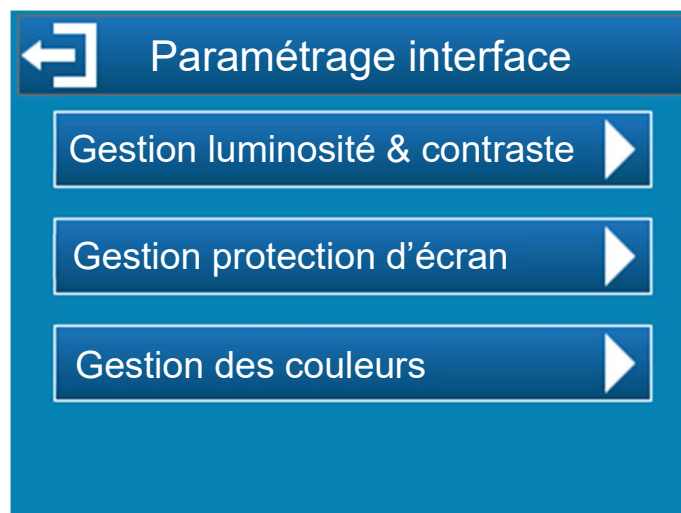 Paramétrage interface
Gestion luminosité & contraste
Gestion protection d’écran
Gestion des couleurs